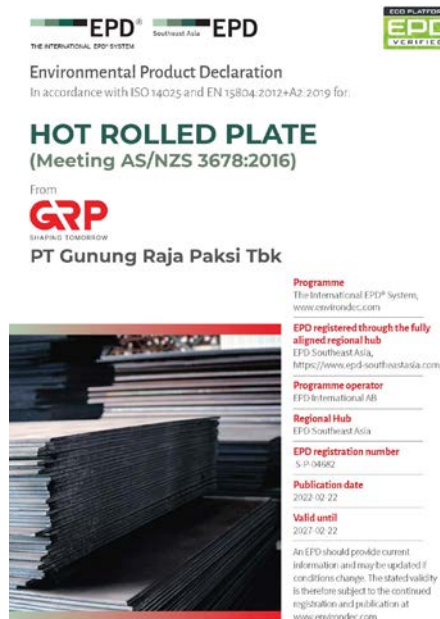 EPD®
THE INTERNATIONAL EPD® SYSTEM
Southeast Asia EPD
ECO PLATFORM
EPD
VERIFIED
Environmental Product Declaration
In accordance with ISO 14025 and EN 15804:2012+A2:2019 for:
HOT ROLLED PLATE
(Meeting AS/NZS 3678:2016)
From
GRP
SHAPING TOMORROW
PT Gunung Raja Paksi Tbk
Programme
The International EPD® System,
www.environdec.com
EPD registered through the fully
aligned regional hub
EPD Southeast Asia,
https://www.epd-southeastasia.com
Programme operator
EPD International AB
Regional Hub
EPD Southeast Asia
EPD registration number
S-P-04682
Publication date
2022-02-22
Valid until
2027-02-22
An EPD should provide current
information and may be updated if
conditions change. The stated validity
is therefore subject to the continued
registration and publication at
www.environdec.com